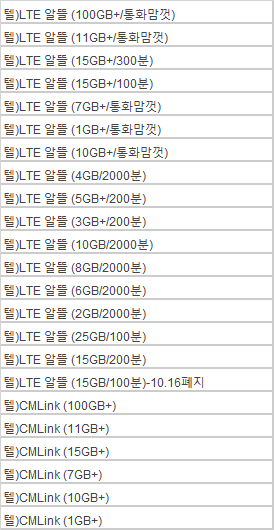 텔)LTE 알뜰 (100GB+/통화맘껏)
텔)LTE 알뜰 (11GB+/통화맘껏)
텔)LTE 알뜰 (15GB+/300분)
텔)LTE 알뜰 (15GB+/100분)
텔)LTE 알뜰 (7GB+/통화맘껏)
텔)LTE 알뜰 (1GB+/통화맘껏)
텔)LTE 알뜰 (10GB+/통화맘껏)
텔)LTE 알뜰 (4GB/2000분)
텔)LTE 알뜰 (5GB+/200분)
텔)LTE 알뜰 (3GB+/200분)
텔)LTE 알뜰 (10GB/2000분)
텔)LTE 알뜰 (8GB/2000분)
텔)LTE 알뜰 (6GB/2000분)
텔)LTE 알뜰 (2GB/2000분)
텔)LTE 알뜰 (25GB/100분)
텔)LTE 알뜰 (15GB/200분)
텔)LTE 알뜰 (15GB/100분)-10.16폐지
텔)CMLink (100GB+)
텔)CMLink (11GB+)
텔)CMLink (15GB+)
텔)CMLink (7GB+)
텔)CMLink (10GB+)
텔)CMLink (1GB+)